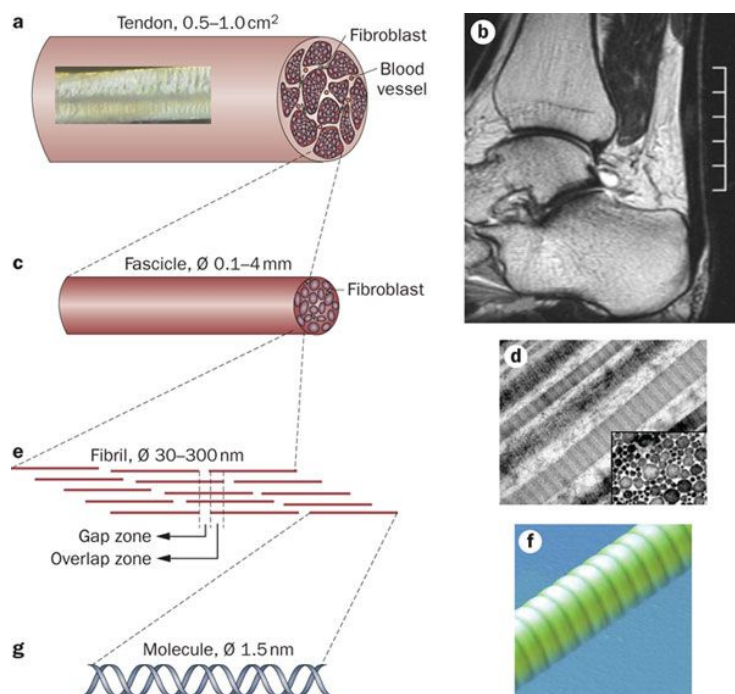 a
Tendon, 0.5–1.0 cm²
Fibroblast
Blood
vessel
b
c
Fascicle, Ø 0.1–4 mm
Fibroblast
d
e
Fibril, Ø 30–300 nm
Gap zone
Overlap zone
f
g
Molecule, Ø 1.5 nm